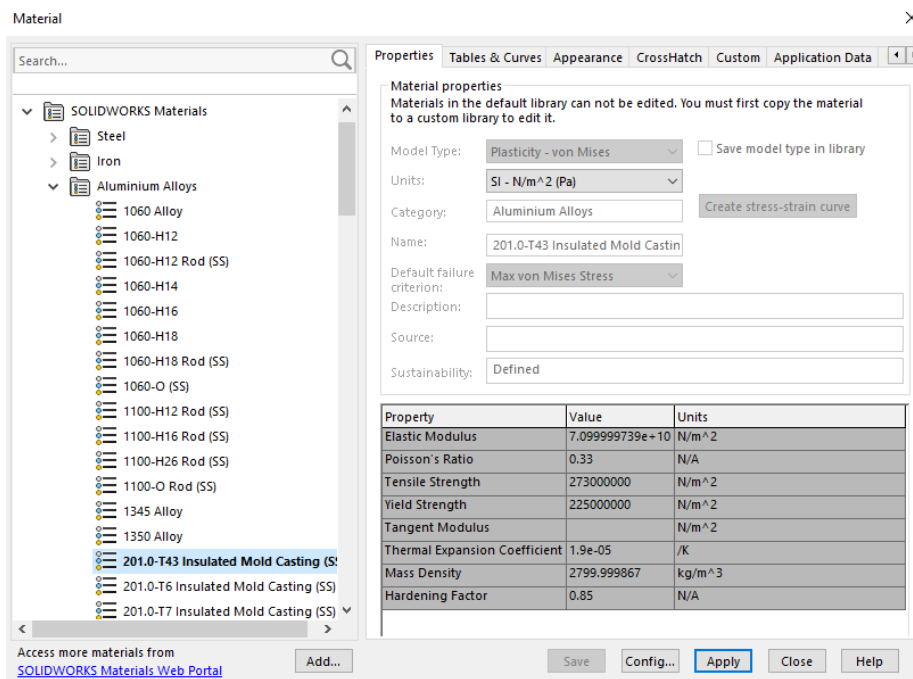 Material
Search...
SOLIDWORKS Materials
Steel
Iron
Aluminium Alloys
1060 Alloy
1060-H12
1060-H12 Rod (SS)
1060-H14
1060-H16
1060-H18
1060-H18 Rod (SS)
1060-O (SS)
1100-H12 Rod (SS)
1100-H16 Rod (SS)
1100-H26 Rod (SS)
1100-O Rod (SS)
1345 Alloy
1350 Alloy
201.0-T43 Insulated Mold Casting (S
201.0-T6 Insulated Mold Casting (SS)
201.0-T7 Insulated Mold Casting (SS)
Access more materials from
SOLIDWORKS Materials Web Portal
Add...
Properties Tables & Curves Appearance CrossHatch Custom Application Data
Material properties
Materials in the default library can not be edited. You must first copy the material
to a custom library to edit it.
Model Type: Plasticity - von Mises Save model type in library
Units: SI - N/m^2 (Pa)
Category: Aluminium Alloys Create stress-strain curve
Name: 201.0-T43 Insulated Mold Castin
Default failure
criterion: Max von Mises Stress
Description:
Source:
Sustainability: Defined
Property Value Units
Elastic Modulus 7.099999739e+10 N/m^2
Poisson's Ratio 0.33 N/A
Tensile Strength 273000000 N/m^2
Yield Strength 225000000 N/m^2
Tangent Modulus N/m^2
Thermal Expansion Coefficient 1.9e-05 /K
Mass Density 2799.999867 kg/m^3
Hardening Factor 0.85 N/A
Save Config... Apply Close Help